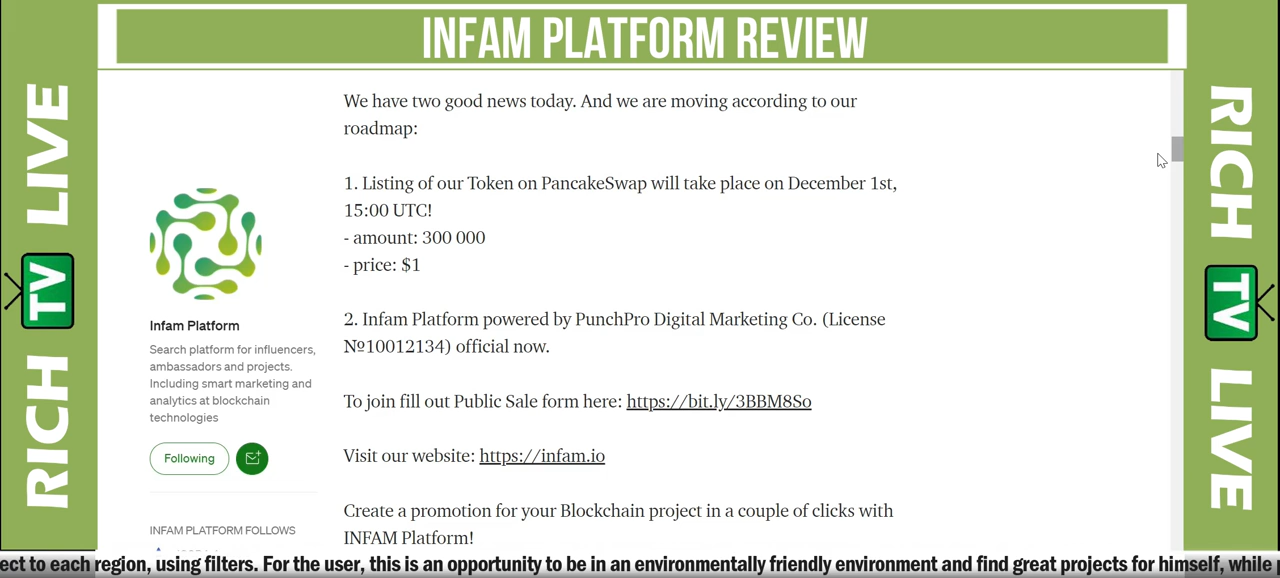 INFAM PLATFORM REVIEW
RICH TV LIVE
We have two good news today. And we are moving according to our
roadmap:
1. Listing of our Token on PancakeSwap will take place on December 1st,
15:00 UTC!
- amount: 300 000
- price: $1
2. Infam Platform powered by PunchPro Digital Marketing Co. (License
№10012134) official now.
To join fill out Public Sale form here: https://bit.ly/3BBM8So
Visit our website: https://infam.io
Create a promotion for your Blockchain project in a couple of clicks with
INFAM Platform!
Infam Platform
Search platform for influencers,
ambassadors and projects.
Including smart marketing and
analytics at blockchain
technologies
Following
INFAM PLATFORM FOLLOWS
RICH TV LIVE
ect to each region, using filters. For the user, this is an opportunity to be in an environmentally friendly environment and find great projects for himself, while